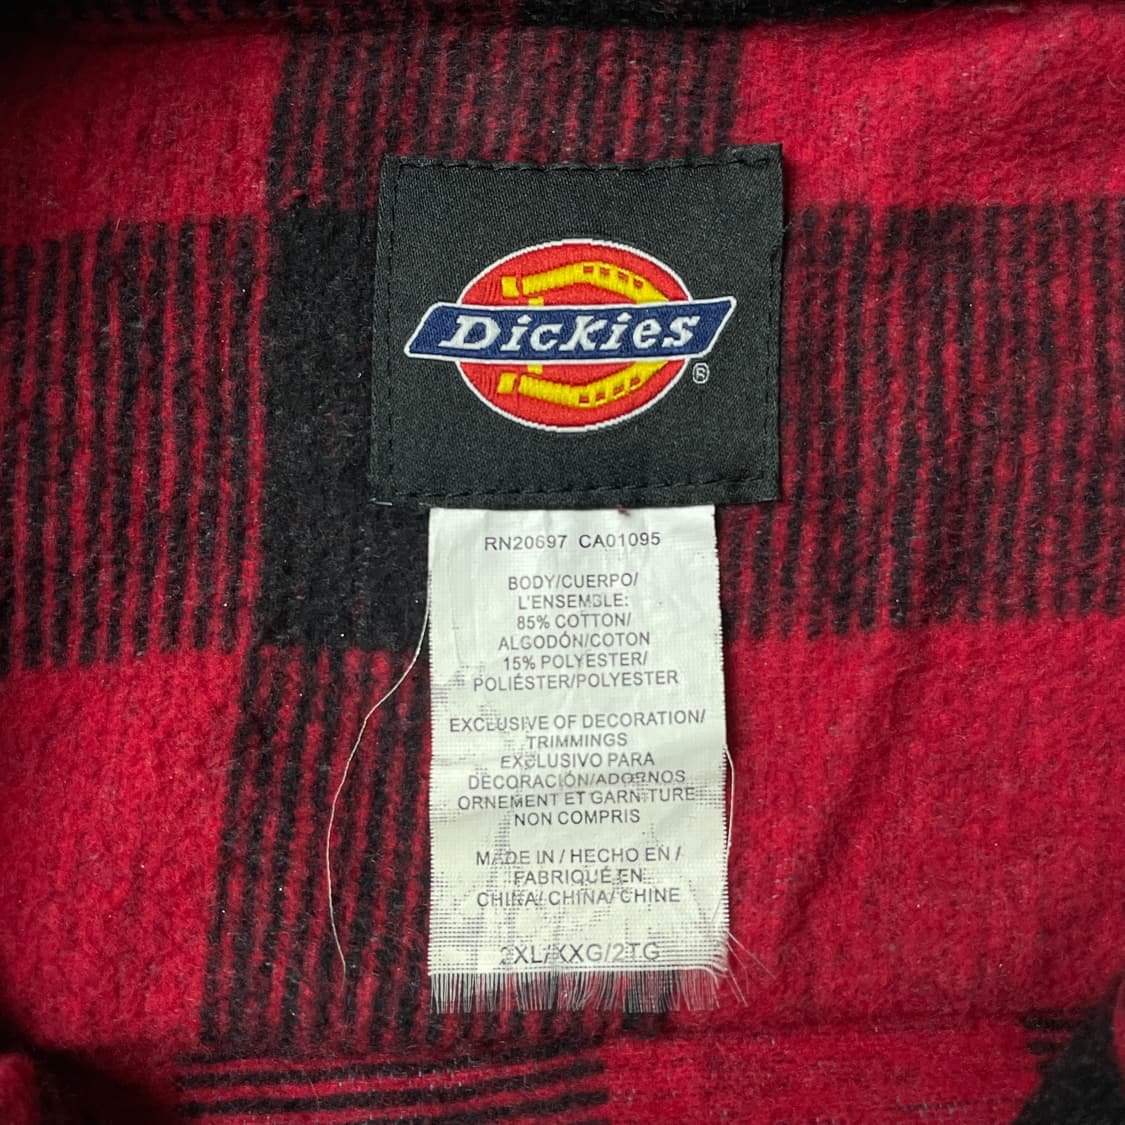 Dickies
®
RN20697 CA01095
BODY/CUERPO/
L'ENSEMBLE:
85% COTTON/
ALGODÓN/COTON
15% POLYESTER/
POLIÉSTER/POLYESTER
EXCLUSIVE OF DECORATION/
TRIMMINGS
EXCLUSIVO PARA
DECORACIÓN/ADORNOS
ORNEMENT ET GARNITURE
NON COMPRIS
MADE IN / HECHO EN /
FABRIQUÉ EN
CHINA/ CHINA/ CHINE
2XL/XXG/2TG